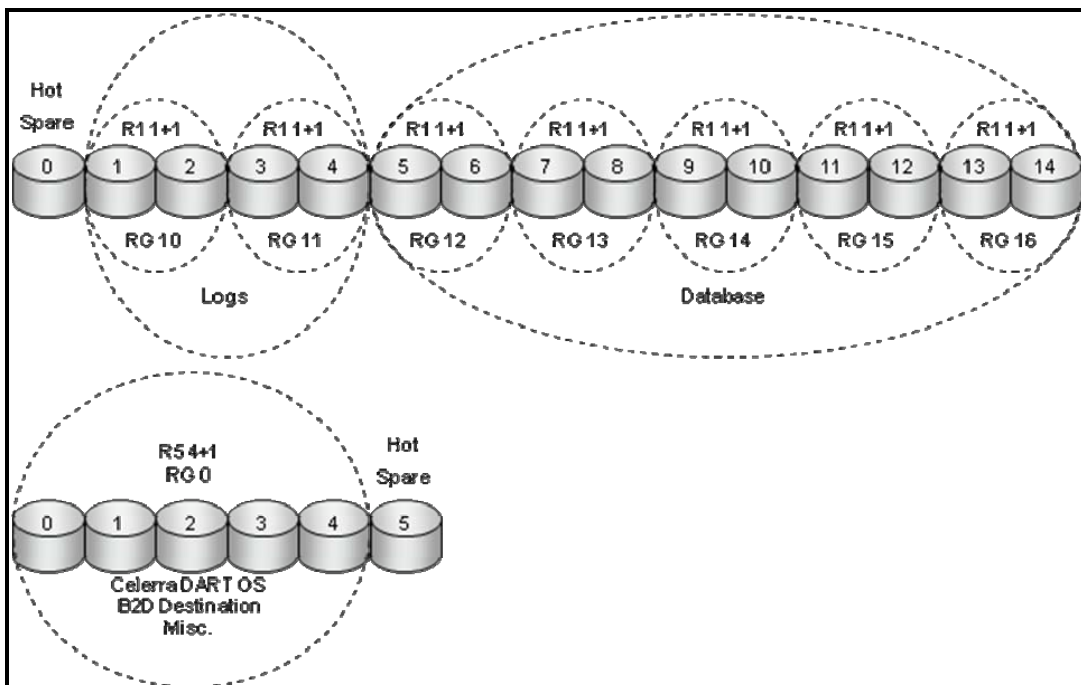 Hot
Spare
R1 1+1 R1 1+1 R1 1+1 R1 1+1 R1 1+1 R1 1+1 R1 1+1
0 1 2 3 4 5 6 7 8 9 10 11 12 13 14
RG 10 RG 11 RG 12 RG 13 RG 14 RG 15 RG 16
Logs Database
R5 4+1
RG 0
Hot
Spare
0 1 2 3 4 5
Celerra DART OS
B2D Destination
Misc.